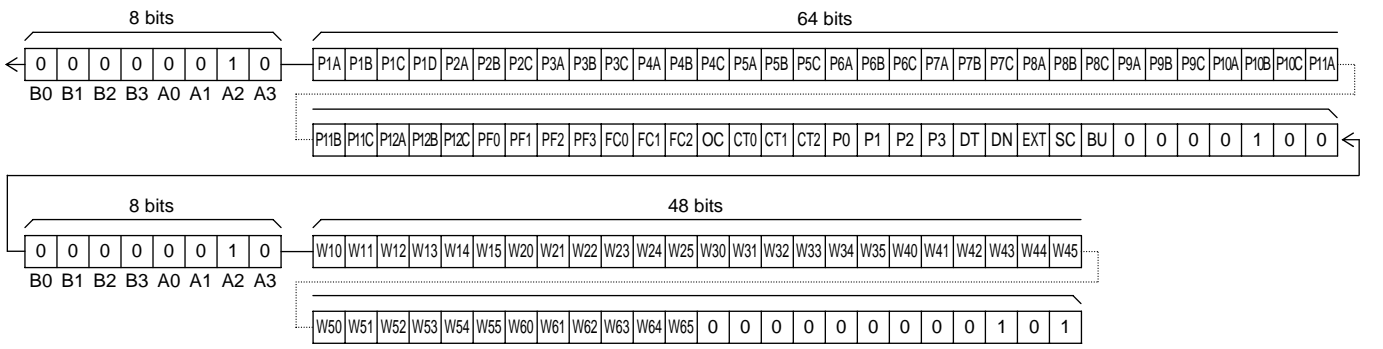 8 bits 64 bits
0 0 0 0 0 0 1 0 P1A P1B P1C P1D P2A P2B P2C P3A P3B P3C P4A P4B P4C P5A P5B P5C P6A P6B P6C P7A P7B P7C P8A P8B P8C P9A P9B P9C P10A P10B P10C P11A
B0 B1 B2 B3 A0 A1 A2 A3
P11B P11C P12A P12B P12C PF0 PF1 PF2 PF3 FC0 FC1 FC2 OC CT0 CT1 CT2 P0 P1 P2 P3 DT DN EXT SC BU 0 0 0 0 1 0 0
8 bits 48 bits
0 0 0 0 0 0 1 0 W10 W11 W12 W13 W14 W15 W20 W21 W22 W23 W24 W25 W30 W31 W32 W33 W34 W35 W40 W41 W42 W43 W44 W45
B0 B1 B2 B3 A0 A1 A2 A3
W50 W51 W52 W53 W54 W55 W60 W61 W62 W63 W64 W65 0 0 0 0 0 0 0 0 0 1 0 1